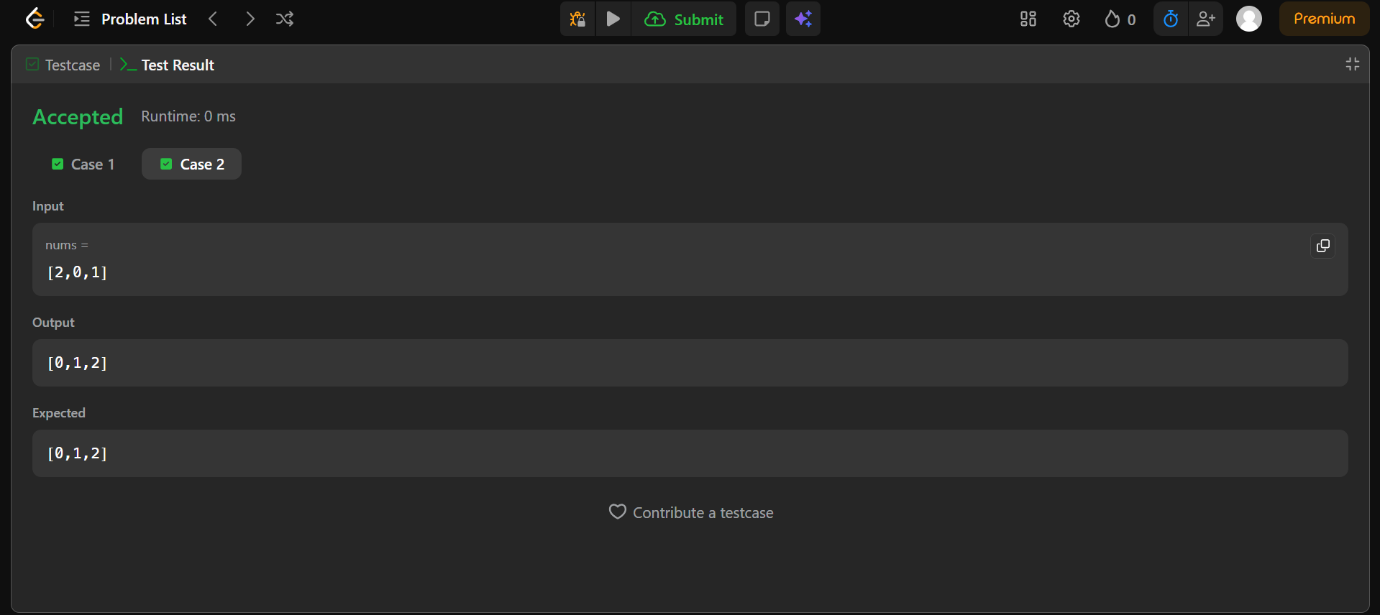 Problem List Submit 0 Premium
Testcase Test Result
Accepted Runtime: 0 ms
Case 1 Case 2
Input
nums =
[2,0,1]
Output
[0,1,2]
Expected
[0,1,2]
Contribute a testcase